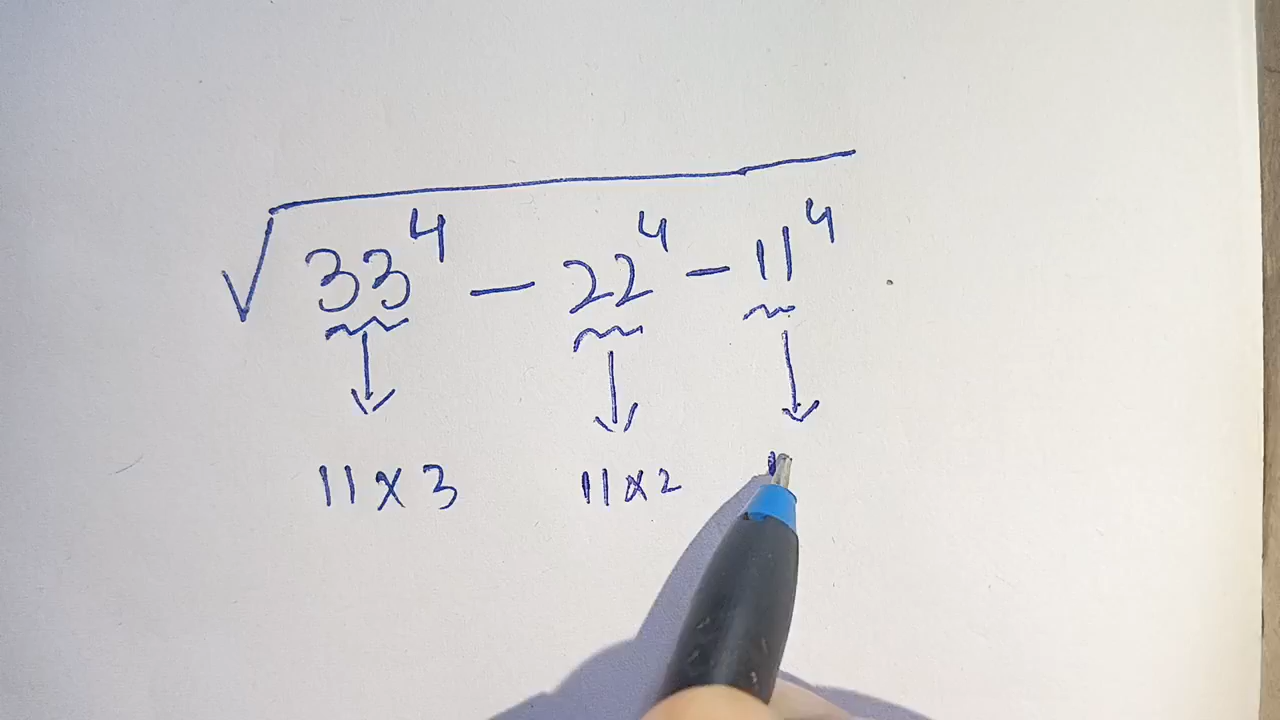 √33⁴ − 22⁴ − 11⁴
11 × 3 11 × 2